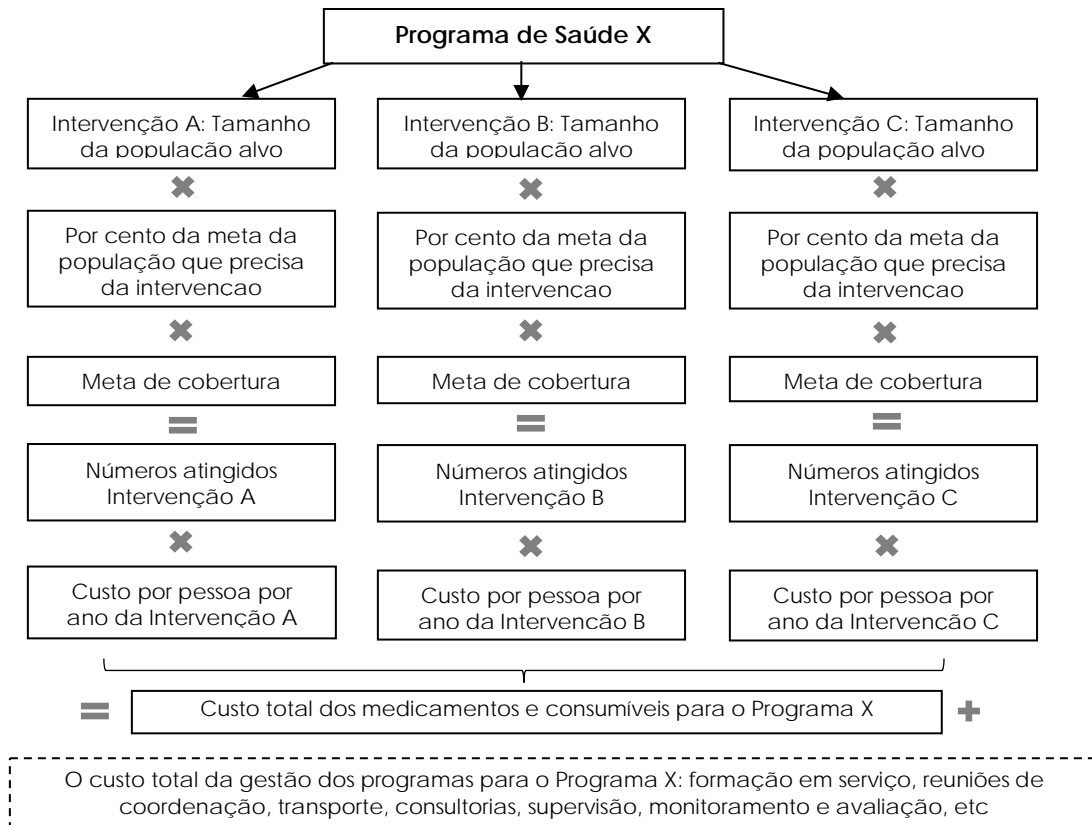 Programa de Saúde X
Intervenção A: Tamanho
da população alvo
Intervenção B: Tamanho
da população alvo
Intervenção C: Tamanho
da população alvo
Por cento da meta da
população que precisa
da intervencao
Por cento da meta da
população que precisa
da intervencao
Por cento da meta da
população que precisa
da intervencao
Meta de cobertura
Meta de cobertura
Meta de cobertura
Números atingidos
Intervenção A
Números atingidos
Intervenção B
Números atingidos
Intervenção C
Custo por pessoa por
ano da Intervenção A
Custo por pessoa por
ano da Intervencão B
Custo por pessoa por
ano da Intervenção C
Custo total dos medicamentos e consumíveis para o Programa X
O custo total da gestão dos programas para o Programa X: formação em serviço, reuniões de
coordenação, transporte, consultorias, supervisão, monitoramento e avaliação, etc